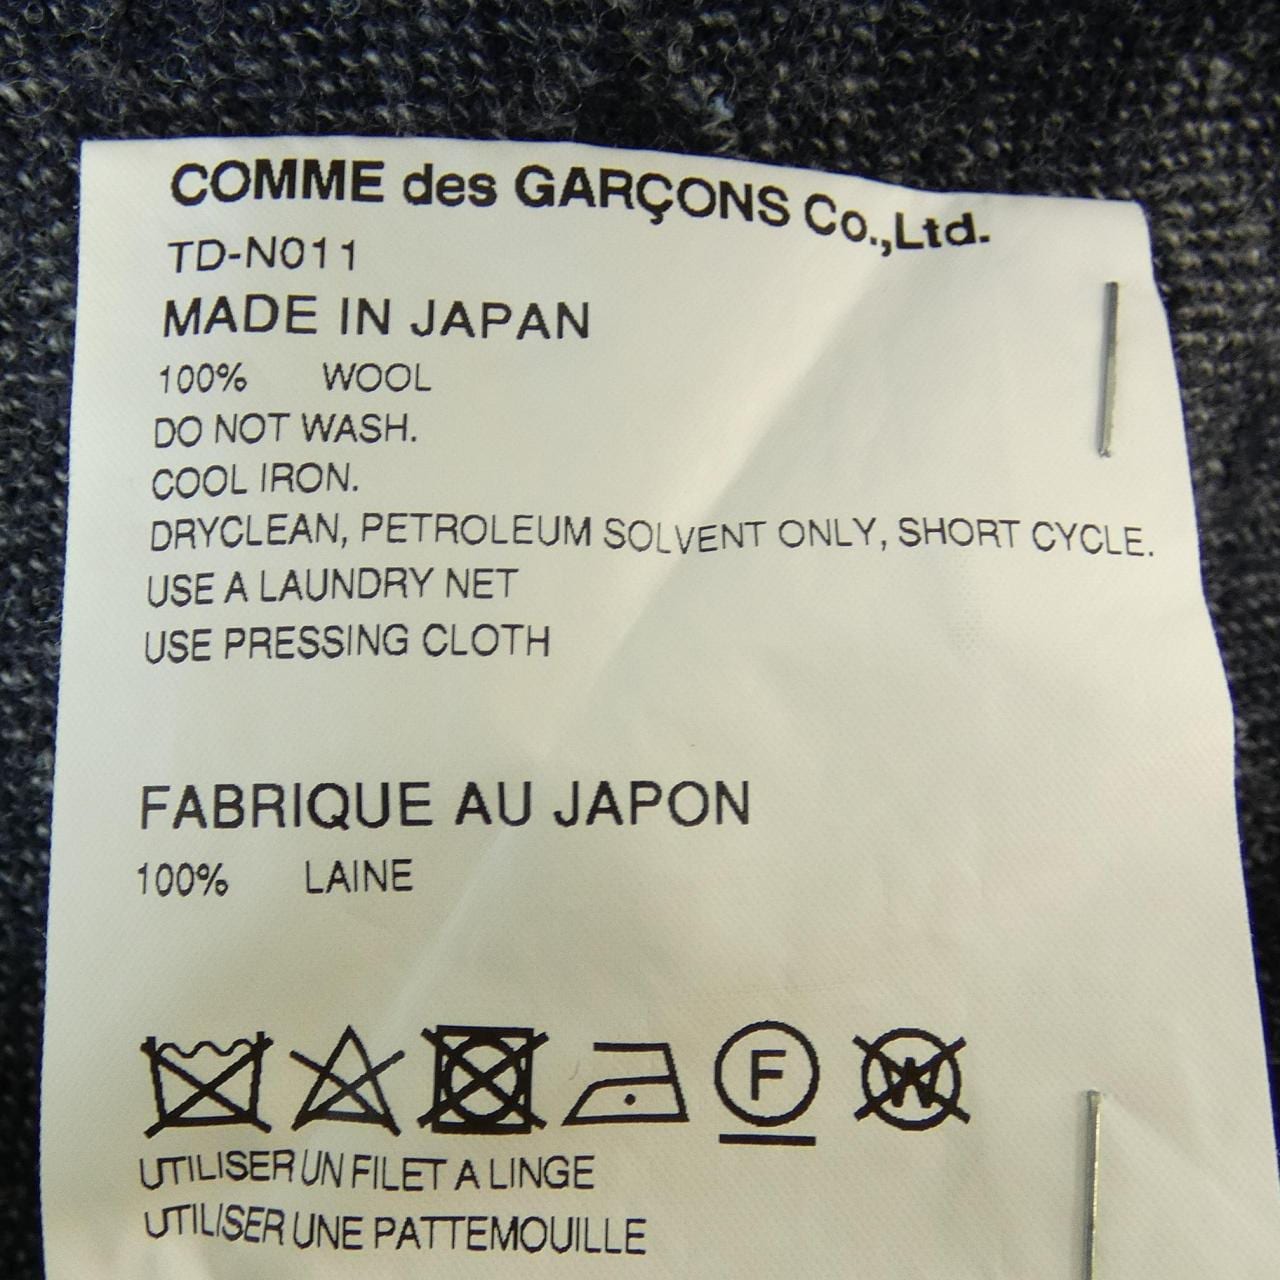 COMME des GARÇONS Co.,Ltd.
TD-N011
MADE IN JAPAN
100% WOOL
DO NOT WASH.
COOL IRON.
DRYCLEAN, PETROLEUM SOLVENT ONLY, SHORT CYCLE.
USE A LAUNDRY NET
USE PRESSING CLOTH
FABRIQUE AU JAPON
100% LAINE
F W
UTILISER UN FILET A LINGE
UTILISER UNE PATTEMOUILLE